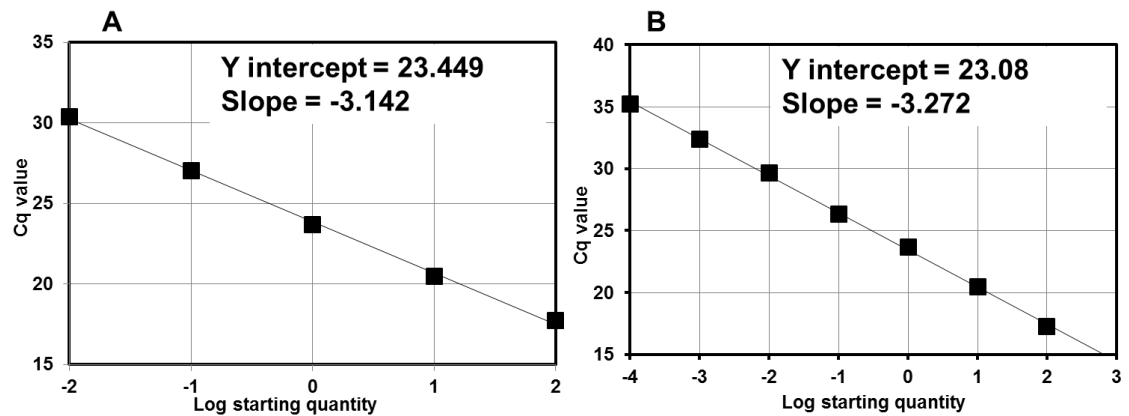 A
Y intercept = 23.449
Slope = -3.142
35
30
25
20
15
Cq value
-2
-1
0
1
2
Log starting quantity
B
Y intercept = 23.08
Slope = -3.272
40
35
30
25
20
15
Cq value
-4
-3
-2
-1
0
1
2
3
Log starting quantity